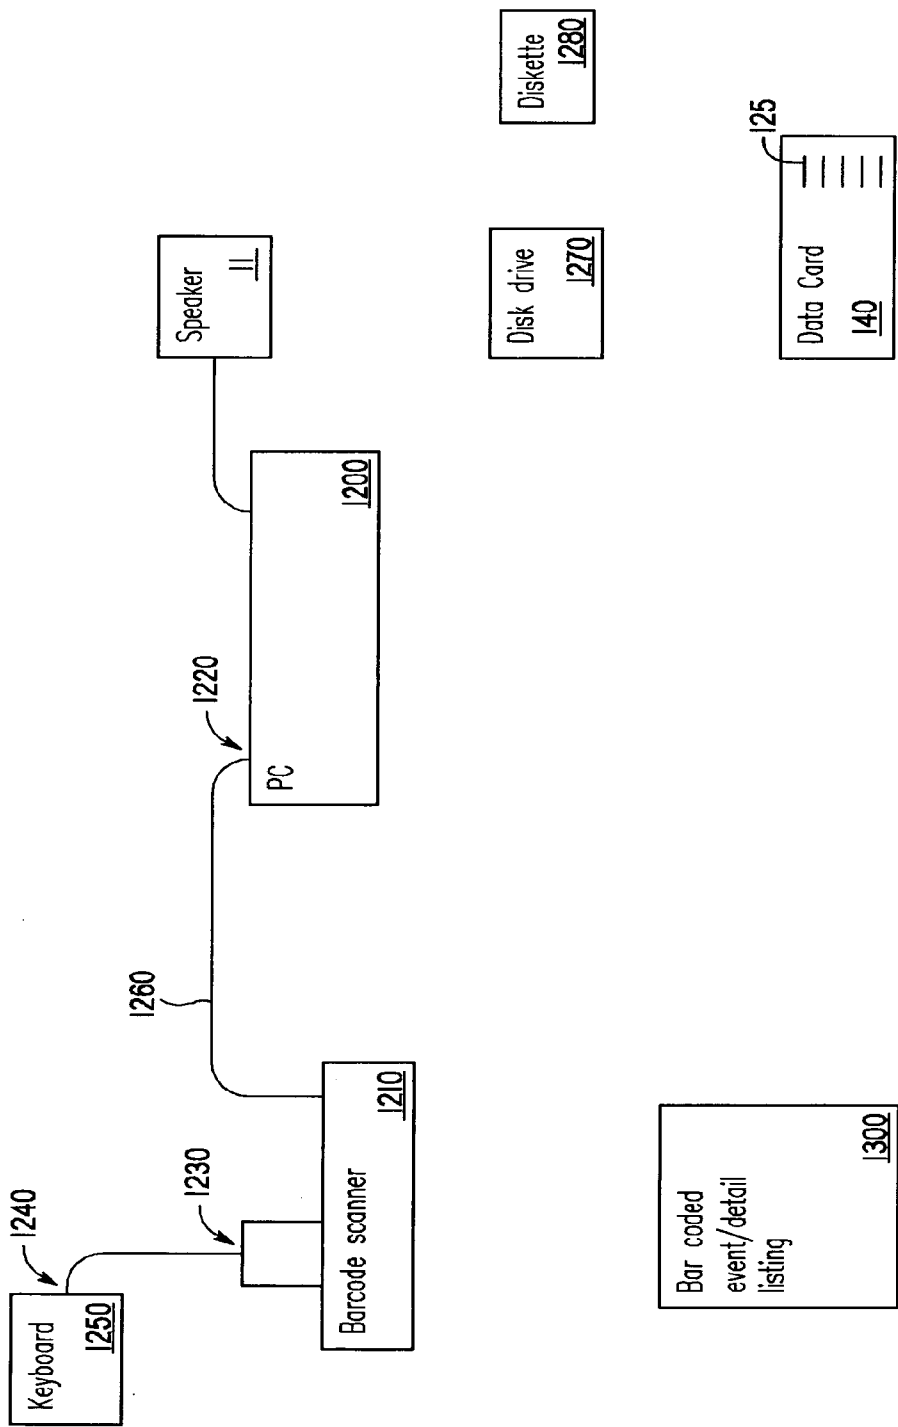 Keyboard
1250
1240
1230
Barcode scanner
1210
1260
1220
PC
1200
Speaker
11
Bar coded
event/detail
listing
1300
Disk drive
1270
Diskette
1280
Data Card
140
125